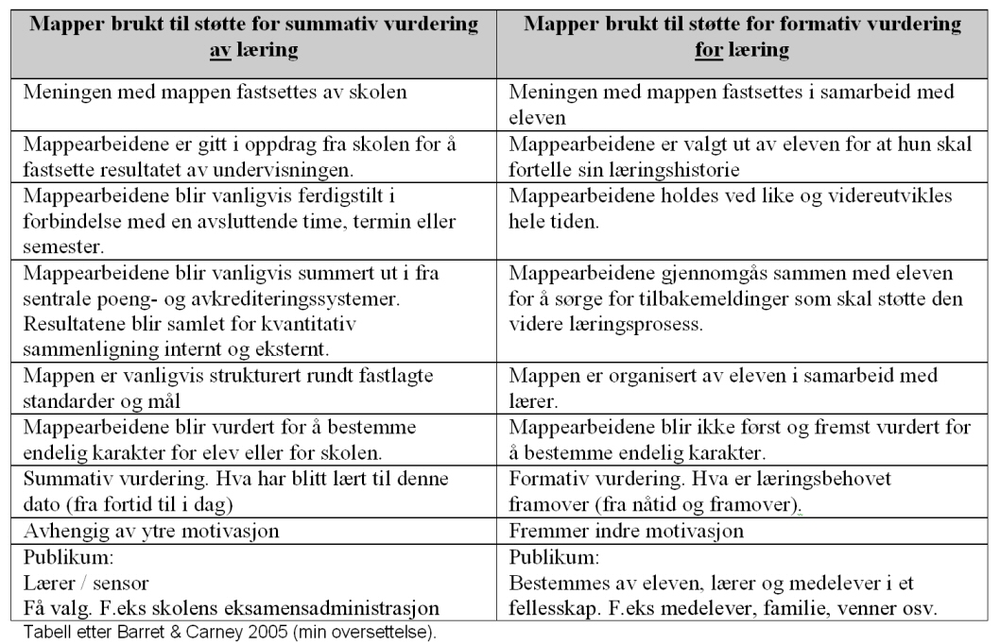 Mapper brukt til støtte for summativ vurdering
av læring
Mapper brukt til støtte for formativ vurdering
for læring
Meningen med mappen fastsettes av skolen
Meningen med mappen fastsettes i samarbeid med
eleven
Mappearbeidene er gitt i oppdrag fra skolen for å
fastsette resultatet av undervisningen.
Mappearbeidene er valgt ut av eleven for at hun skal
fortelle sin læringshistorie
Mappearbeidene blir vanligvis ferdigstilt i
forbindelse med en avsluttende time, termin eller
semester.
Mappearbeidene holdes ved like og videreutvikles
hele tiden.
Mappearbeidene blir vanligvis summert ut i fra
sentrale poeng- og avkrediteringssystemer.
Resultatene blir samlet for kvantitativ
sammenligning internt og eksternt.
Mappearbeidene gjennomgås sammen med eleven
for å sørge for tilbakemeldinger som skal støtte den
videre læringsprosess.
Mappen er vanligvis strukturert rundt fastlagte
standarder og mål
Mappen er organisert av eleven i samarbeid med
lærer.
Mappearbeidene blir vurdert for å bestemme
endelig karakter for elev eller for skolen.
Mappearbeidene blir ikke først og fremst vurdert for
å bestemme endelig karakter.
Summativ vurdering. Hva har blitt lært til denne
dato (fra fortid til i dag)
Formativ vurdering. Hva er læringsbehovet
framover (fra nåtid og framover).
Avhengig av ytre motivasjon
Fremmer indre motivasjon
Publikum:
Lærer / sensor
Få valg. F.eks skolens eksamensadministrasjon
Publikum:
Bestemmes av eleven, lærer og medelever i et
fellesskap. F.eks medelever, familie, venner osv.
Tabell etter Barret & Carney 2005 (min oversettelse).